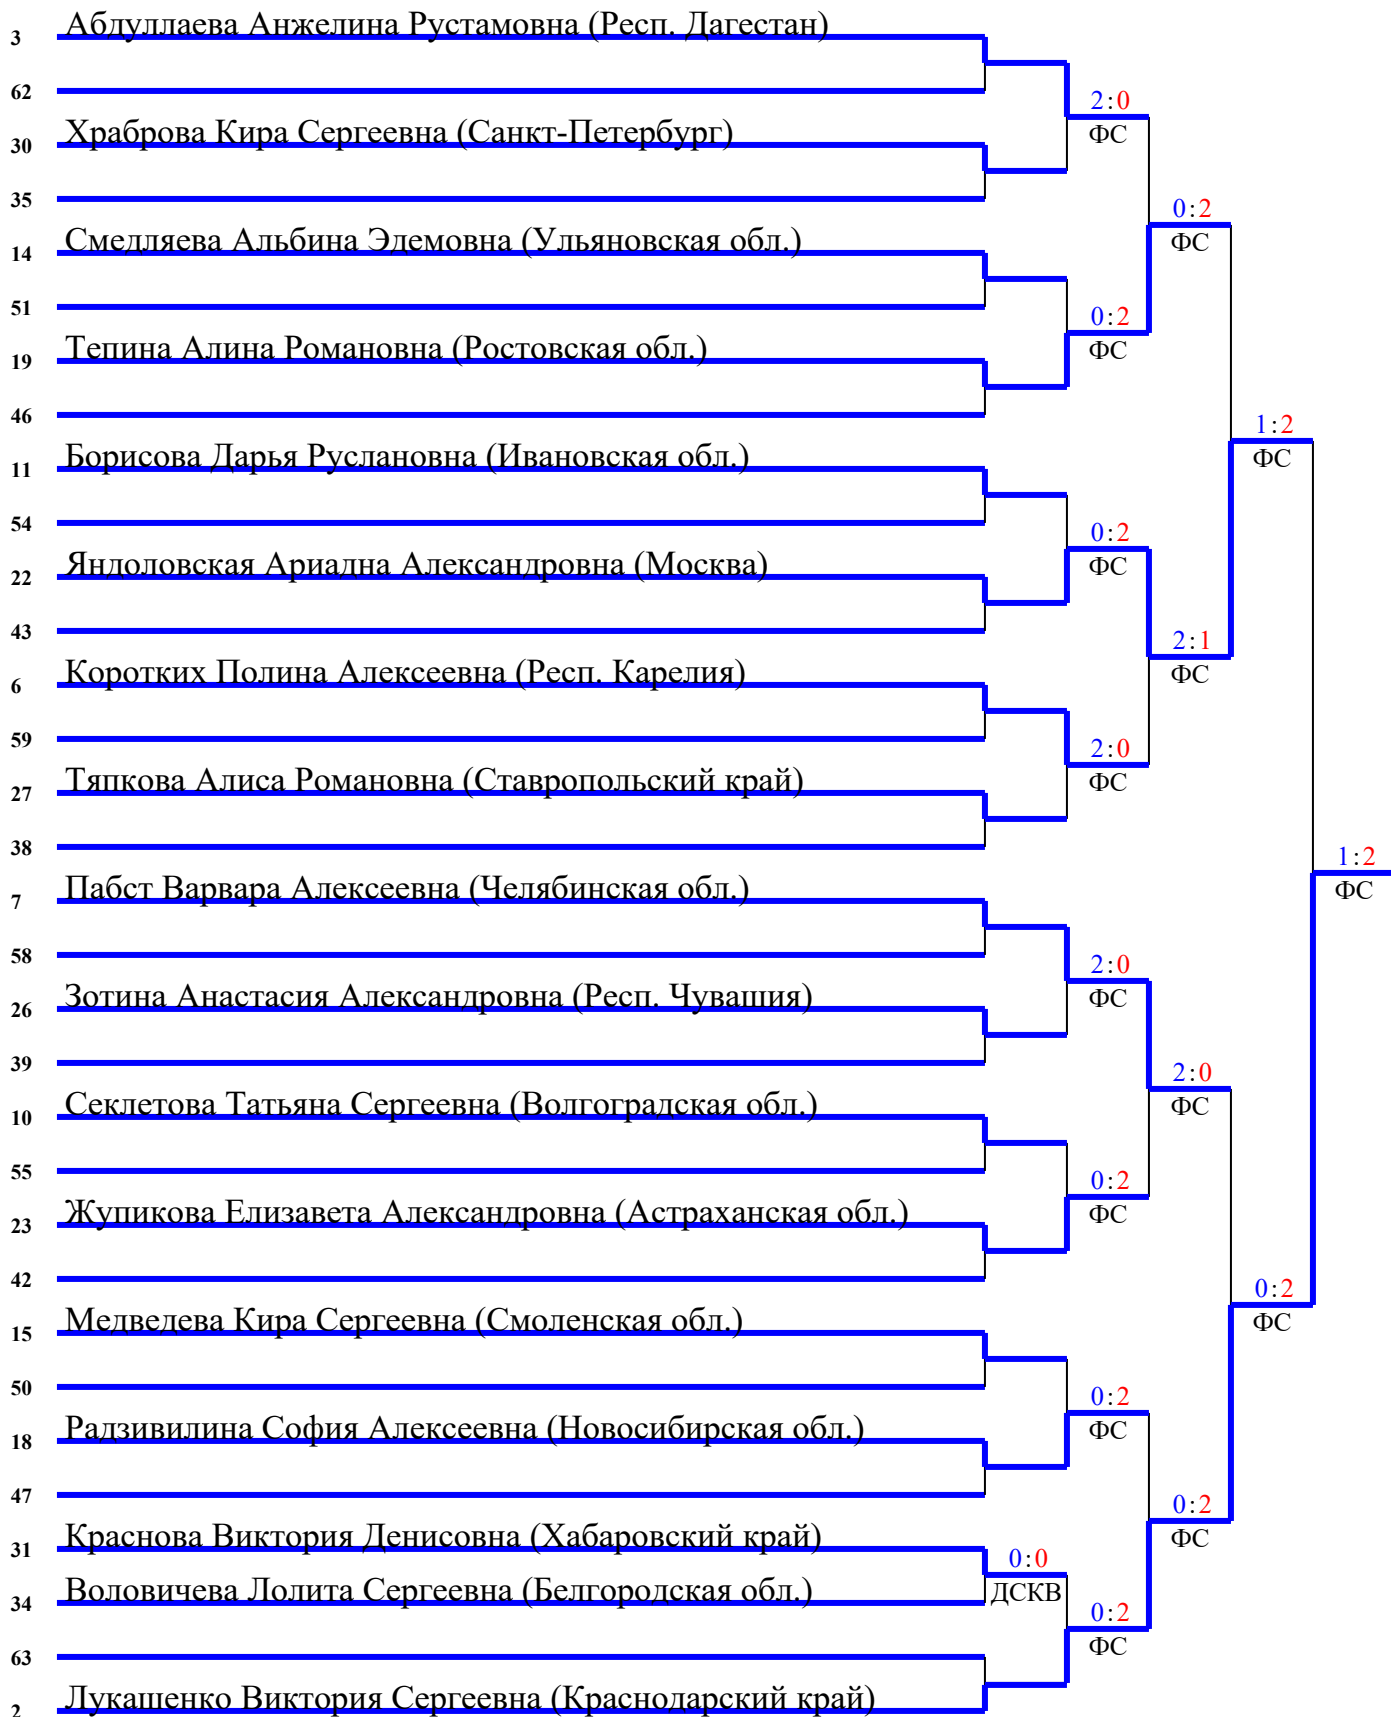 3 Абдуллаева Анжелина Рустамовна (Респ. Дагестан)
62
2:0
ФС
30 Храброва Кира Сергеевна (Санкт-Петербург)
35
0:2
ФС
14 Смедляева Альбина Эдемовна (Ульяновская обл.)
51
0:2
ФС
19 Тепина Алина Романовна (Ростовская обл.)
46
1:2
ФС
11 Борисова Дарья Руслановна (Ивановская обл.)
54
0:2
ФС
22 Яндоловская Ариадна Александровна (Москва)
43
2:1
ФС
6 Коротких Полина Алексеевна (Респ. Карелия)
59
2:0
ФС
27 Тяпкова Алиса Романовна (Ставропольский край)
38
1:2
ФС
7 Пабст Варвара Алексеевна (Челябинская обл.)
58
2:0
ФС
26 Зотина Анастасия Александровна (Респ. Чувашия)
39
2:0
ФС
10 Секлетова Татьяна Сергеевна (Волгоградская обл.)
55
0:2
ФС
23 Жупикова Елизавета Александровна (Астраханская обл.)
42
0:2
ФС
15 Медведева Кира Сергеевна (Смоленская обл.)
50
0:2
ФС
18 Радзивилина София Алексеевна (Новосибирская обл.)
47
0:2
ФС
31 Краснова Виктория Денисовна (Хабаровский край)
0:0
ДСКВ
34 Воловичева Лолита Сергеевна (Белгородская обл.)
0:2
ФС
63
2 Лукашенко Виктория Сергеевна (Краснодарский край)